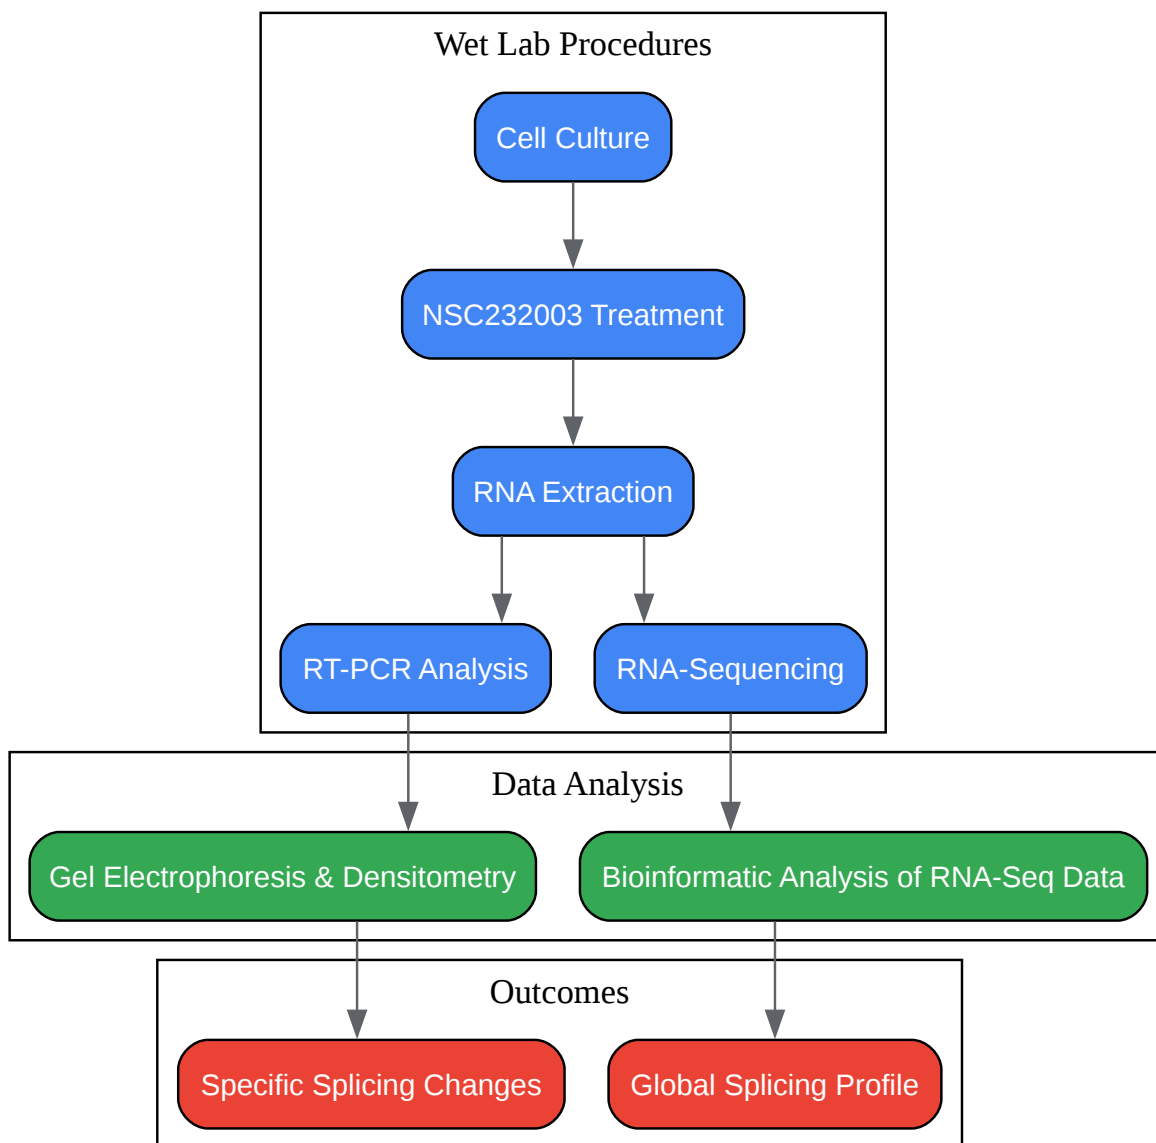 Wet Lab Procedures
Cell Culture
NSC232003 Treatment
RNA Extraction
RT-PCR Analysis
RNA-Sequencing
Data Analysis
Gel Electrophoresis & Densitometry
Bioinformatic Analysis of RNA-Seq Data
Outcomes
Specific Splicing Changes
Global Splicing Profile